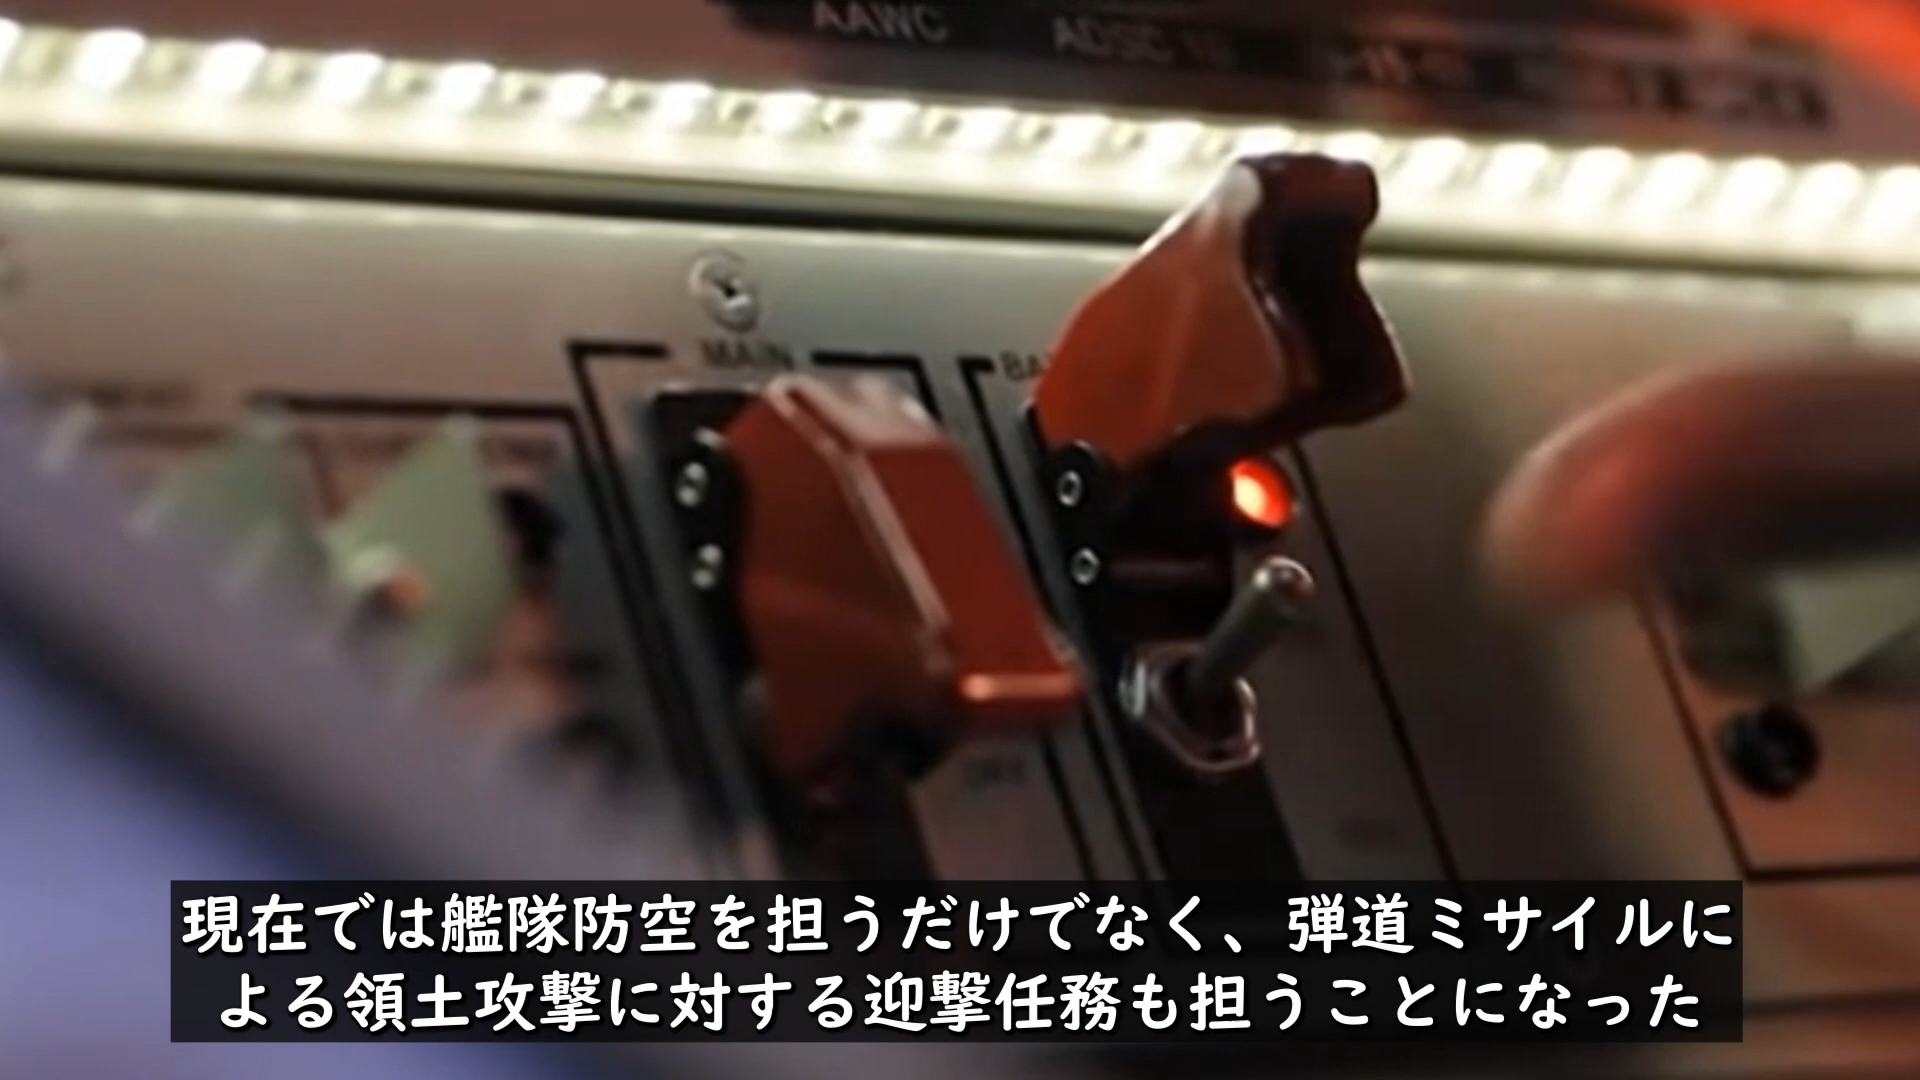 AAWC
ADSC
MAIN
現在では艦隊防空を担うだけでなく、弾道ミサイルに
よる領土攻撃に対する迎撃任務も担うことになった